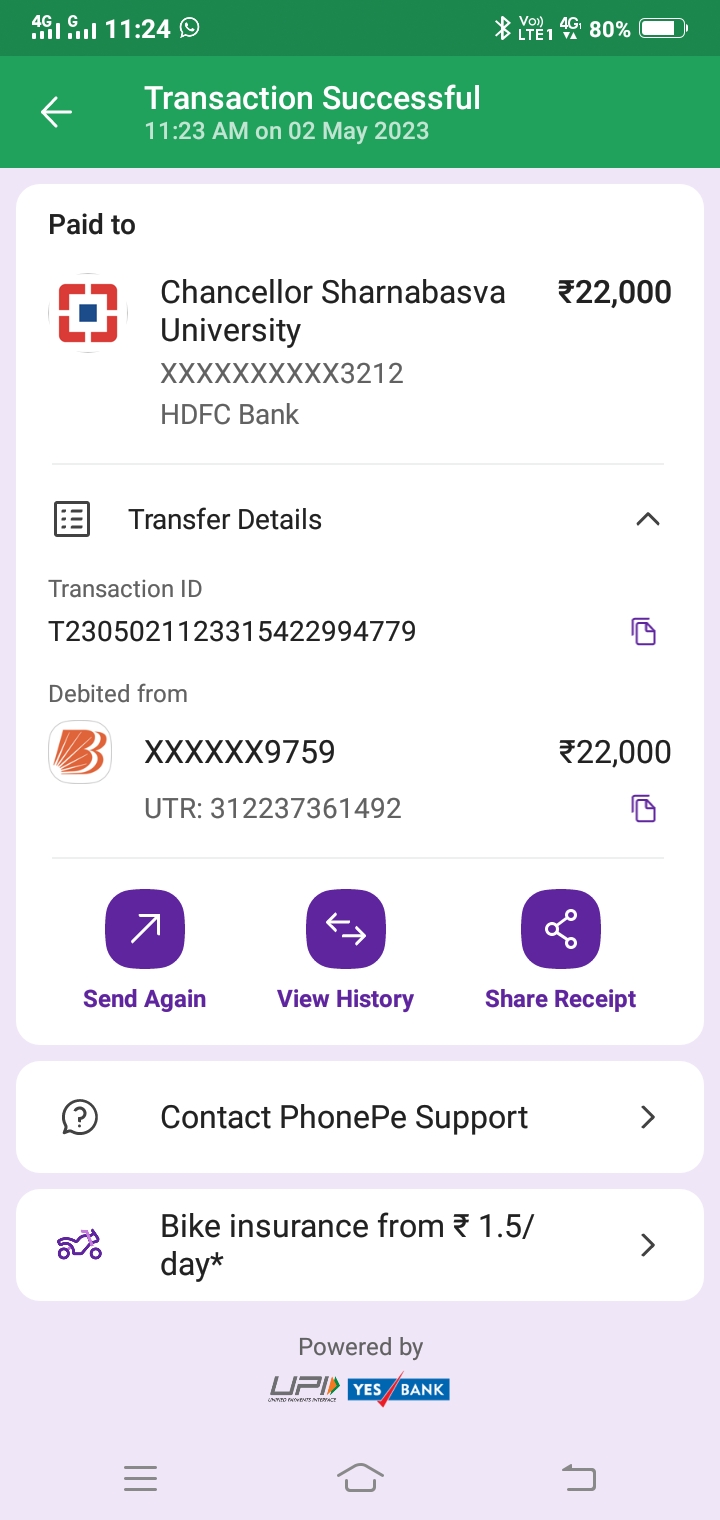 4G G 11:24 Vo)) LTE1 4G 80%
Transaction Successful
11:23 AM on 02 May 2023
Paid to
Chancellor Sharnabasva ₹22,000
University
XXXXXXXXXX3212
HDFC Bank
Transfer Details
Transaction ID
T2305021123315422994779
Debited from
XXXXXX9759 ₹22,000
UTR: 312237361492
Send Again View History Share Receipt
Contact PhonePe Support
Bike insurance from ₹ 1.5/
day*
Powered by
UPI YES BANK
UNIFIED PAYMENTS INTERFACE